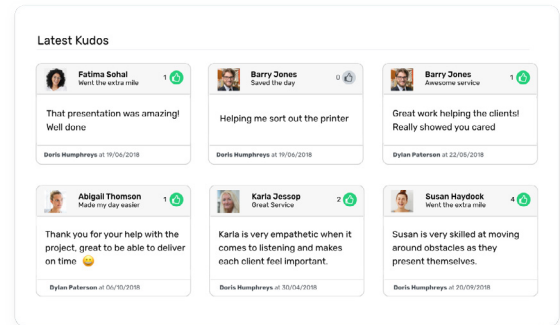 Latest Kudos
Fatima Sohal
Went the extra mile
1
That presentation was amazing!
Well done
Doris Humphreys at 19/06/2018
Barry Jones
Saved the day
0
Helping me sort out the printer
Doris Humphreys at 19/06/2018
Barry Jones
Awesome service
1
Great work helping the clients!
Really showed you cared
Dylan Paterson at 22/05/2018
Abigail Thomson
Made my day easier
1
Thank you for your help with the
project, great to be able to deliver
on time 😄
Dylan Paterson at 06/10/2018
Karla Jessop
Great Service
2
Karla is very empathetic when it
comes to listening and makes
each client feel important.
Doris Humphreys at 30/04/2018
Susan Haydock
Went the extra mile
4
Susan is very skilled at moving
around obstacles as they
present themselves.
Doris Humphreys at 20/09/2018